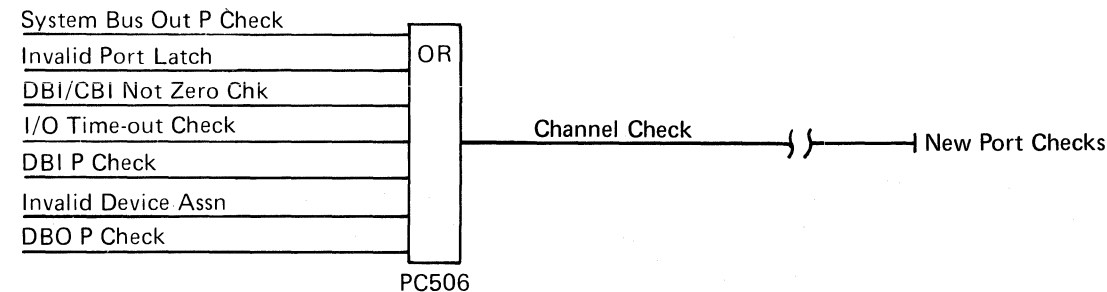 System Bus Out P Check
Invalid Port Latch
DBI/CBI Not Zero Chk
I/O Time-out Check
DBI P Check
Invalid Device Assn
DBO P Check
OR
PC506
Channel Check
New Port Checks